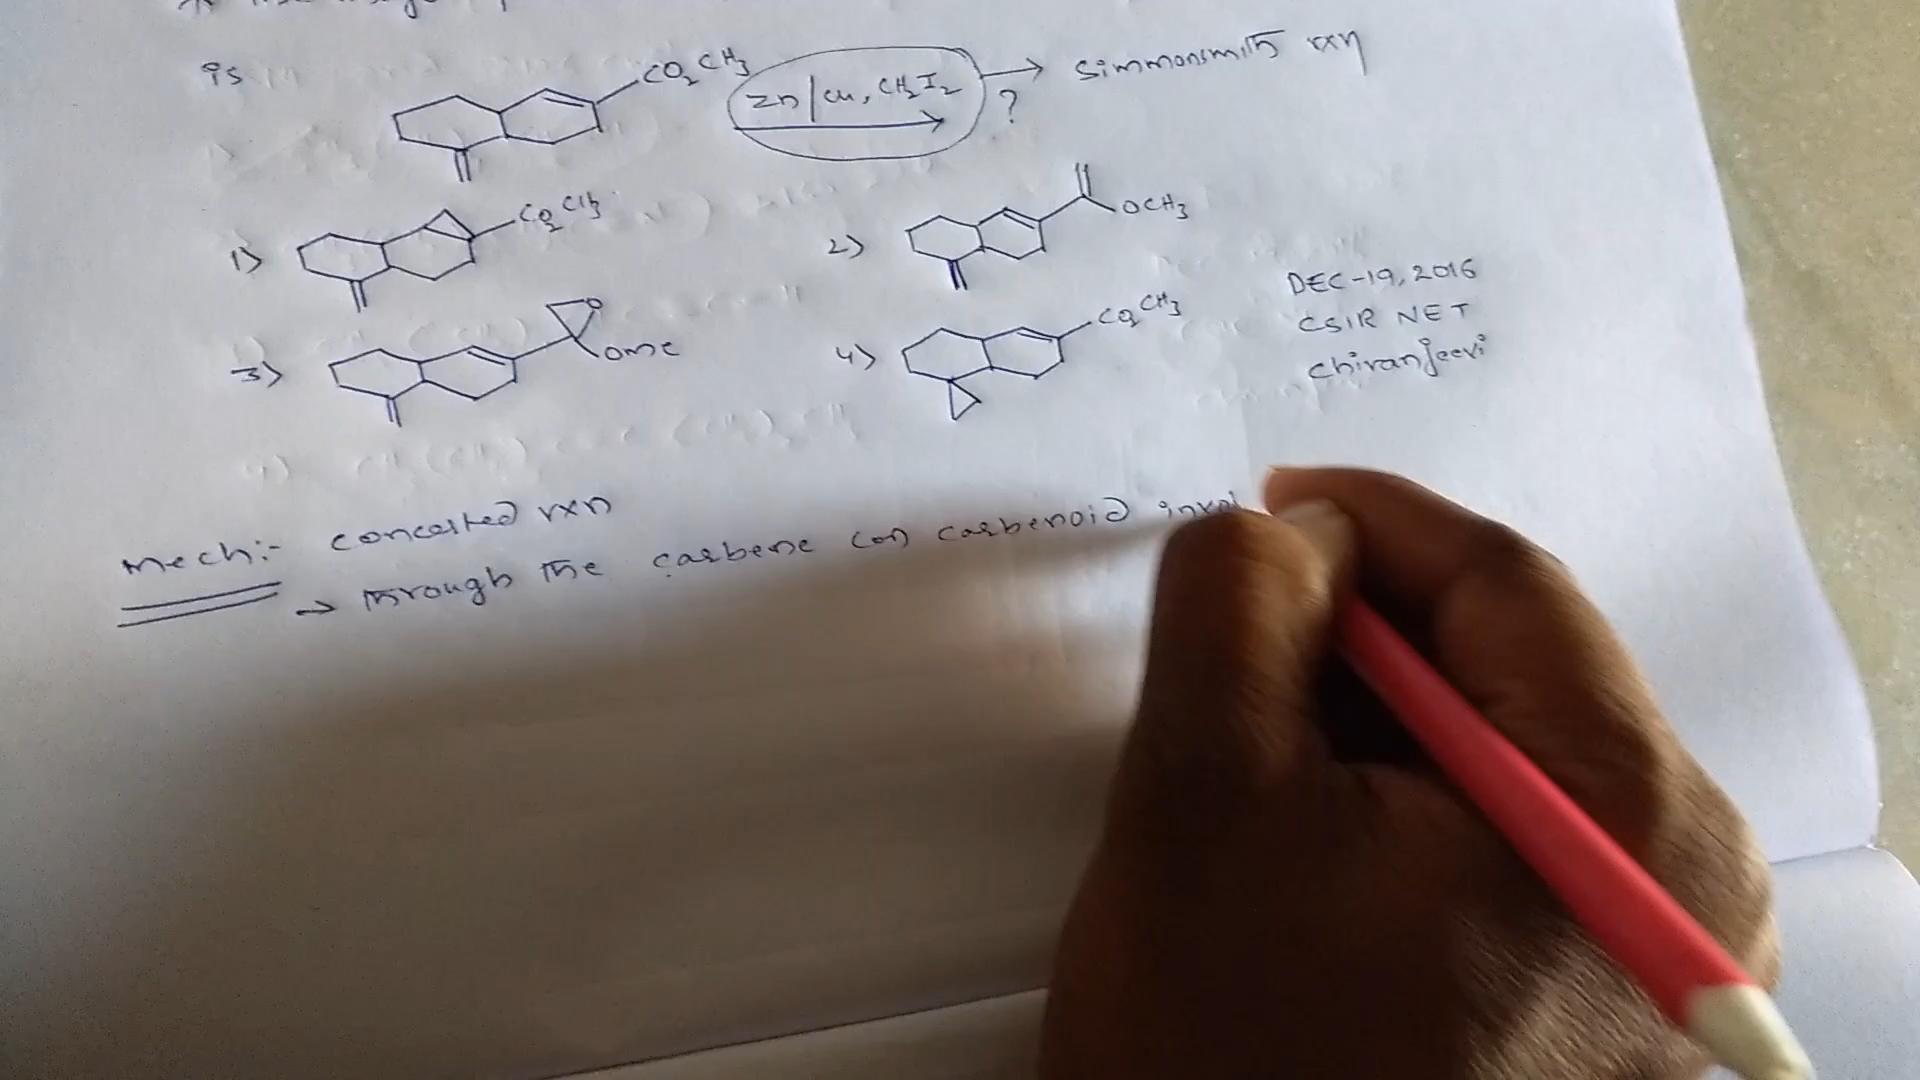 is
CO2CH3
Zn/Cu, CH2I2
?
Simmonsmith rxn
1) CO2CH3
2) OCH3
3) O
OMe
4) CO2CH3
DEC-19, 2016
CSIR NET
Chiranjeevi
Mech:- concerted rxn
→ through the carbene (or) carbenoid